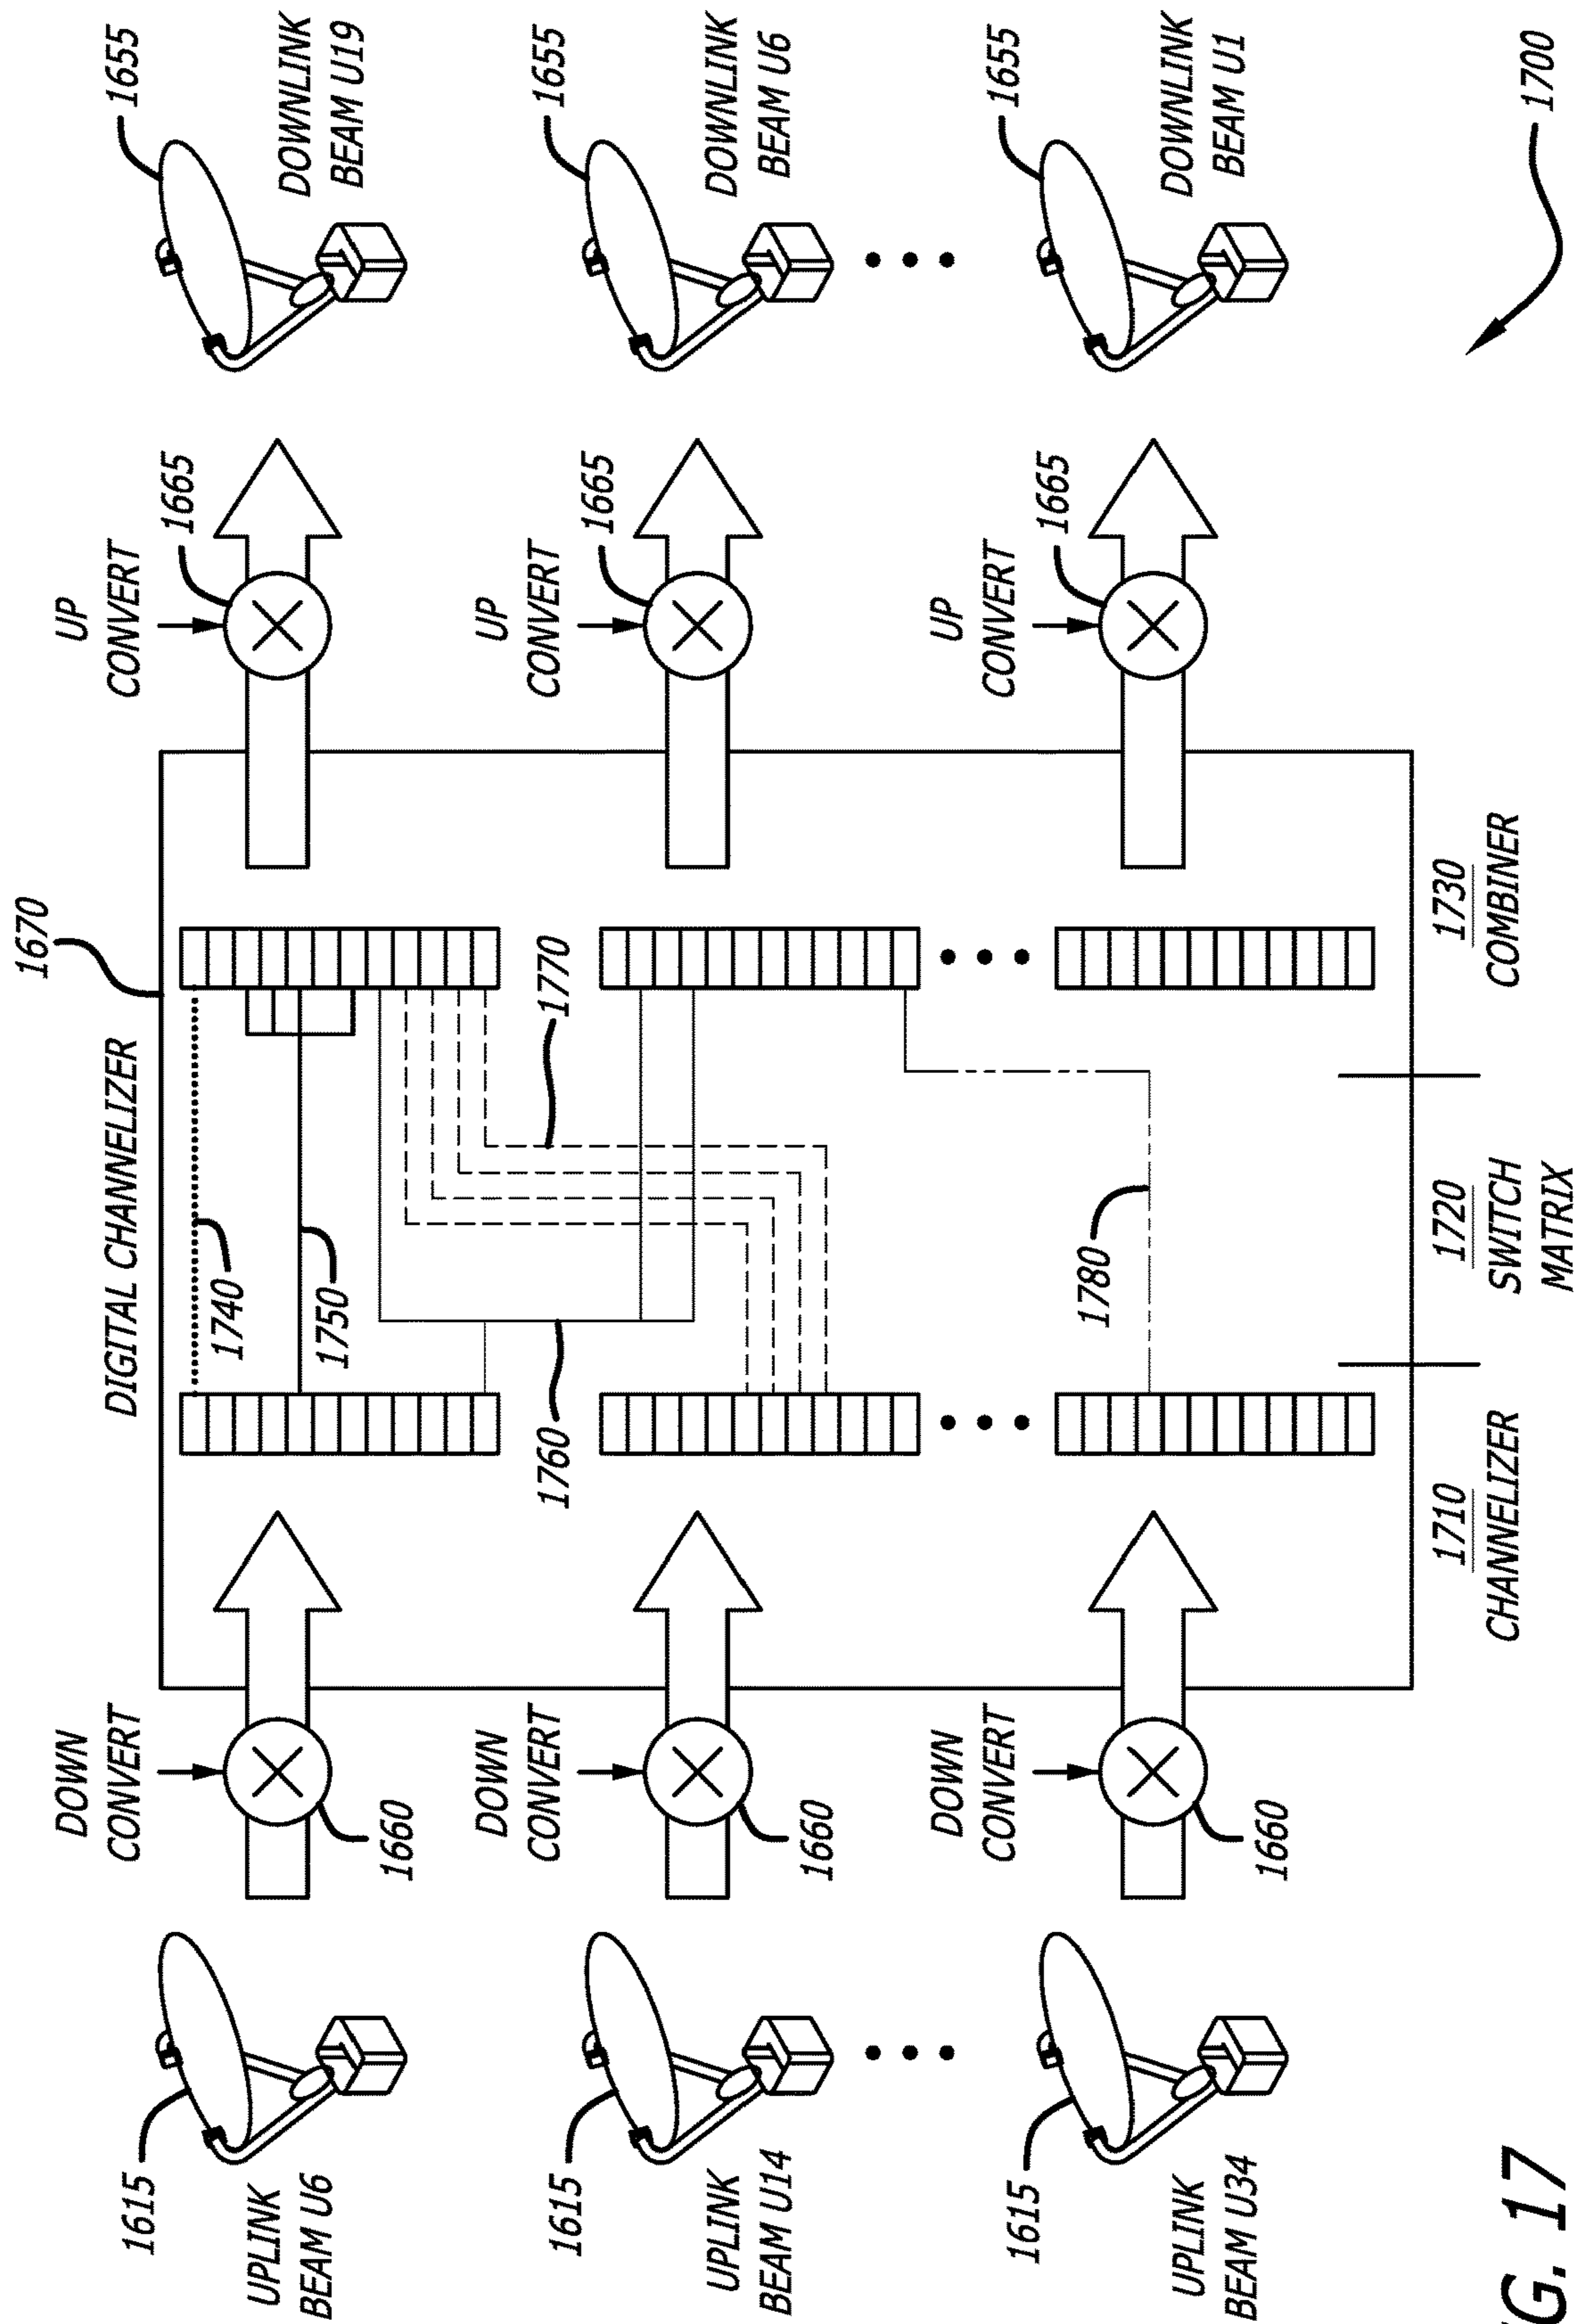 1670
DIGITAL CHANNELIZER
1615
UPLINK
BEAM U6
DOWN
CONVERT
1660
1740
1750
UP
CONVERT
1665
1655
DOWNLINK
BEAM U19
1615
UPLINK
BEAM U14
DOWN
CONVERT
1660
1760
1770
UP
CONVERT
1665
1655
DOWNLINK
BEAM U6
1615
UPLINK
BEAM U34
DOWN
CONVERT
1660
1780
UP
CONVERT
1665
1655
DOWNLINK
BEAM U1
1710
CHANNELIZER
1720
SWITCH
MATRIX
1730
COMBINER
1700
G. 17